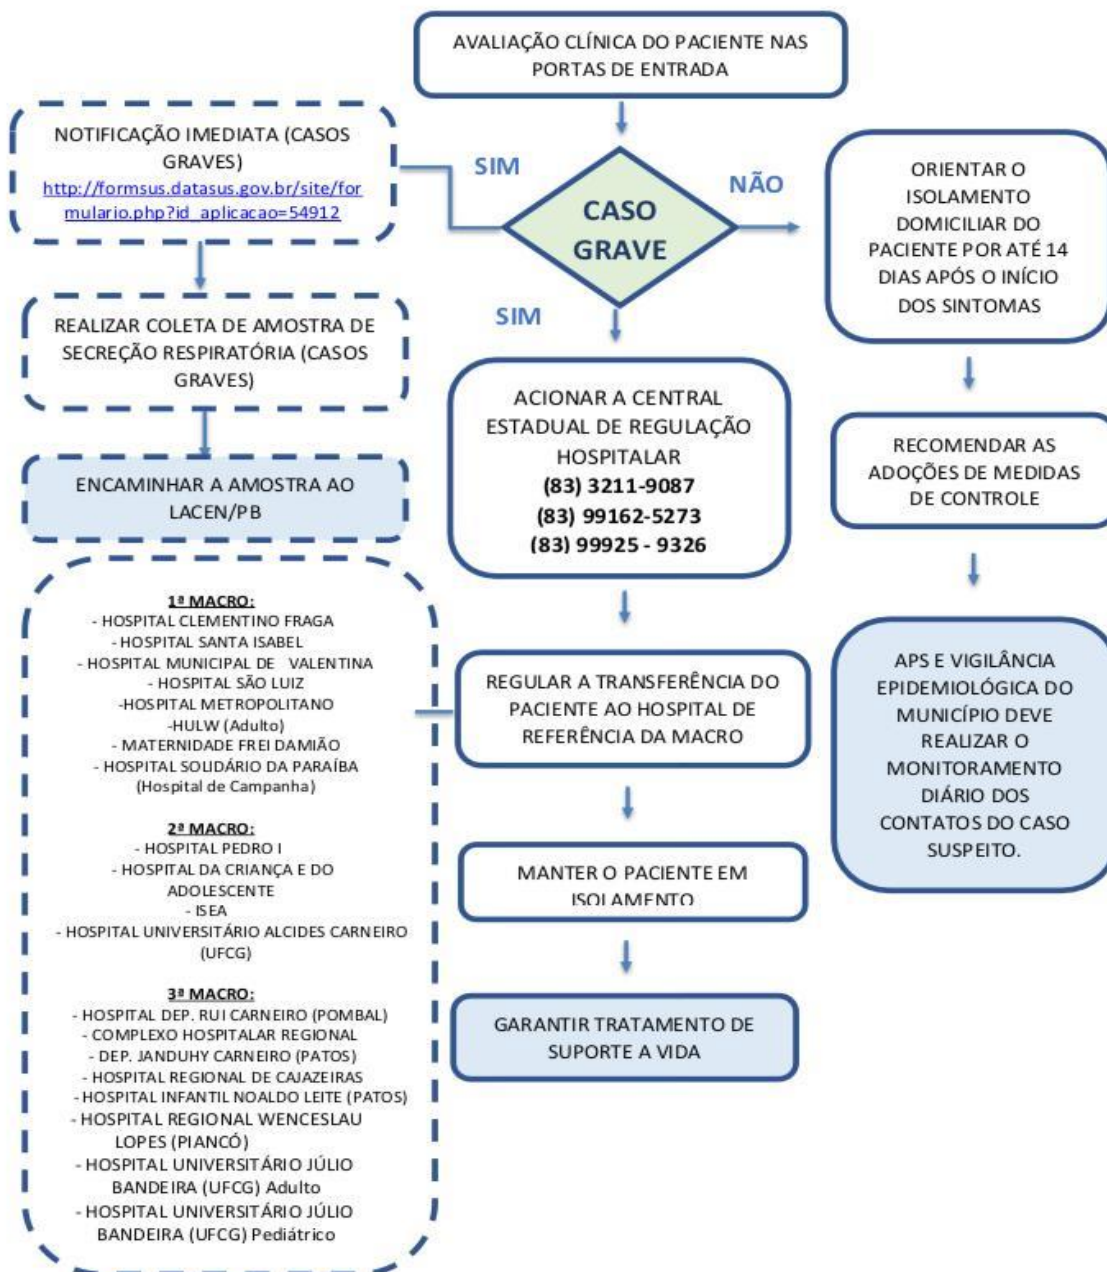 AVALIAÇÃO CLÍNICA DO PACIENTE NAS
PORTAS DE ENTRADA
CASO
GRAVE
SIM
NÃO
SIM
NOTIFICAÇÃO IMEDIATA (CASOS
GRAVES)
http://formsus.datasus.gov.br/site/for
mulario.php?id_aplicacao=54912
REALIZAR COLETA DE AMOSTRA DE
SECREÇÃO RESPIRATÓRIA (CASOS
GRAVES)
ENCAMINHAR A AMOSTRA AO
LACEN/PB
ACIONAR A CENTRAL
ESTADUAL DE REGULAÇÃO
HOSPITALAR
(83) 3211-9087
(83) 99162-5273
(83) 99925 - 9326
REGULAR A TRANSFERÊNCIA DO
PACIENTE AO HOSPITAL DE
REFERÊNCIA DA MACRO
1ª MACRO:
- HOSPITAL CLEMENTINO FRAGA
- HOSPITAL SANTA ISABEL
- HOSPITAL MUNICIPAL DE VALENTINA
- HOSPITAL SÃO LUIZ
-HOSPITAL METROPOLITANO
-HULW (Adulto)
- MATERNIDADE FREI DAMIÃO
- HOSPITAL SOLIDÁRIO DA PARAÍBA
(Hospital de Campanha)
2ª MACRO:
- HOSPITAL PEDRO I
- HOSPITAL DA CRIANÇA E DO
ADOLESCENTE
- ISEA
- HOSPITAL UNIVERSITÁRIO ALCIDES CARNEIRO
(UFCG)
3ª MACRO:
- HOSPITAL DEP. RUI CARNEIRO (POMBAL)
- COMPLEXO HOSPITALAR REGIONAL
- DEP. JANDUHY CARNEIRO (PATOS)
- HOSPITAL REGIONAL DE CAJAZEIRAS
- HOSPITAL INFANTIL NOALDO LEITE (PATOS)
- HOSPITAL REGIONAL WENCESLAU
LOPES (PIANCÓ)
- HOSPITAL UNIVERSITÁRIO JÚLIO
BANDEIRA (UFCG) Adulto
- HOSPITAL UNIVERSITÁRIO JÚLIO
BANDEIRA (UFCG) Pediátrico
MANTER O PACIENTE EM
ISOLAMENTO
GARANTIR TRATAMENTO DE
SUPORTE A VIDA
ORIENTAR O
ISOLAMENTO
DOMICILIAR DO
PACIENTE POR ATÉ 14
DIAS APÓS O INÍCIO
DOS SINTOMAS
RECOMENDAR AS
ADOÇÕES DE MEDIDAS
DE CONTROLE
APS E VIGILÂNCIA
EPIDEMIOLÓGICA DO
MUNICÍPIO DEVE
REALIZAR O
MONITORAMENTO
DIÁRIO DOS
CONTATOS DO CASO
SUSPEITO.